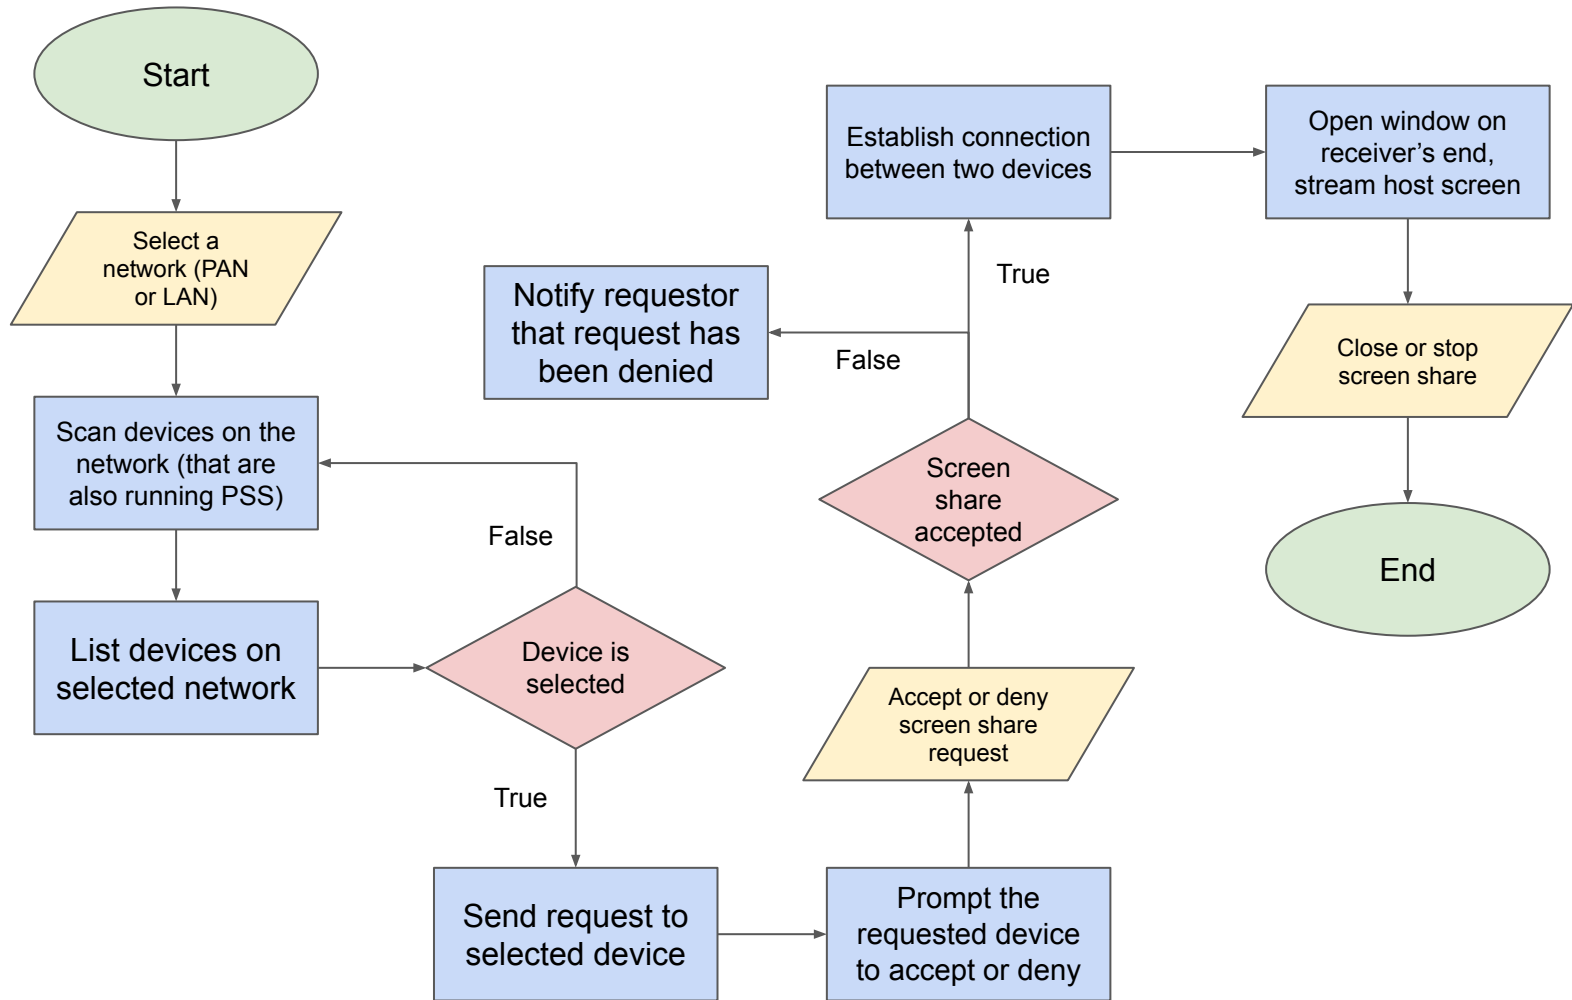 Start
Select a
network (PAN
or LAN)
Scan devices on the
network (that are
also running PSS)
List devices on
selected network
Device is
selected
False
True
Send request to
selected device
Prompt the
requested device
to accept or deny
Accept or deny
screen share
request
Screen
share
accepted
False
Notify requestor
that request has
been denied
True
Establish connection
between two devices
Open window on
receiver’s end,
stream host screen
Close or stop
screen share
End